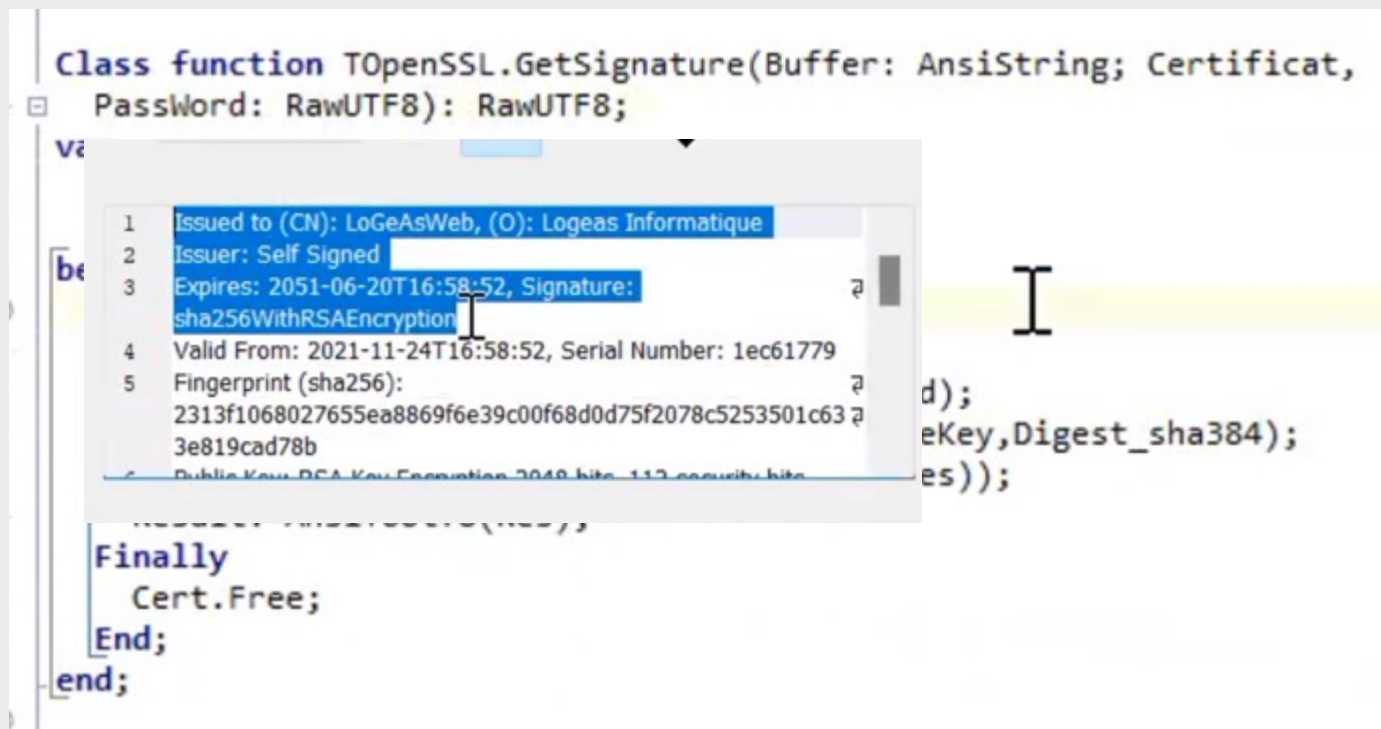 Class function TOpenSSL.GetSignature(Buffer: AnsiString; Certificat,
PassWord: RawUTF8): RawUTF8;
1 Issued to (CN): LoGeAsWeb, (O): Logeas Informatique
2 Issuer: Self Signed
3 Expires: 2051-06-20T16:58:52, Signature:
sha256WithRSAEncryption
4 Valid From: 2021-11-24T16:58:52, Serial Number: 1ec61779
5 Fingerprint (sha256):
2313f1068027655ea8869f6e39c00f68d0d75f2078c5253501c63
3e819cad78b
d);
eKey,Digest_sha384);
es));
Finally
Cert.Free;
End;
end;